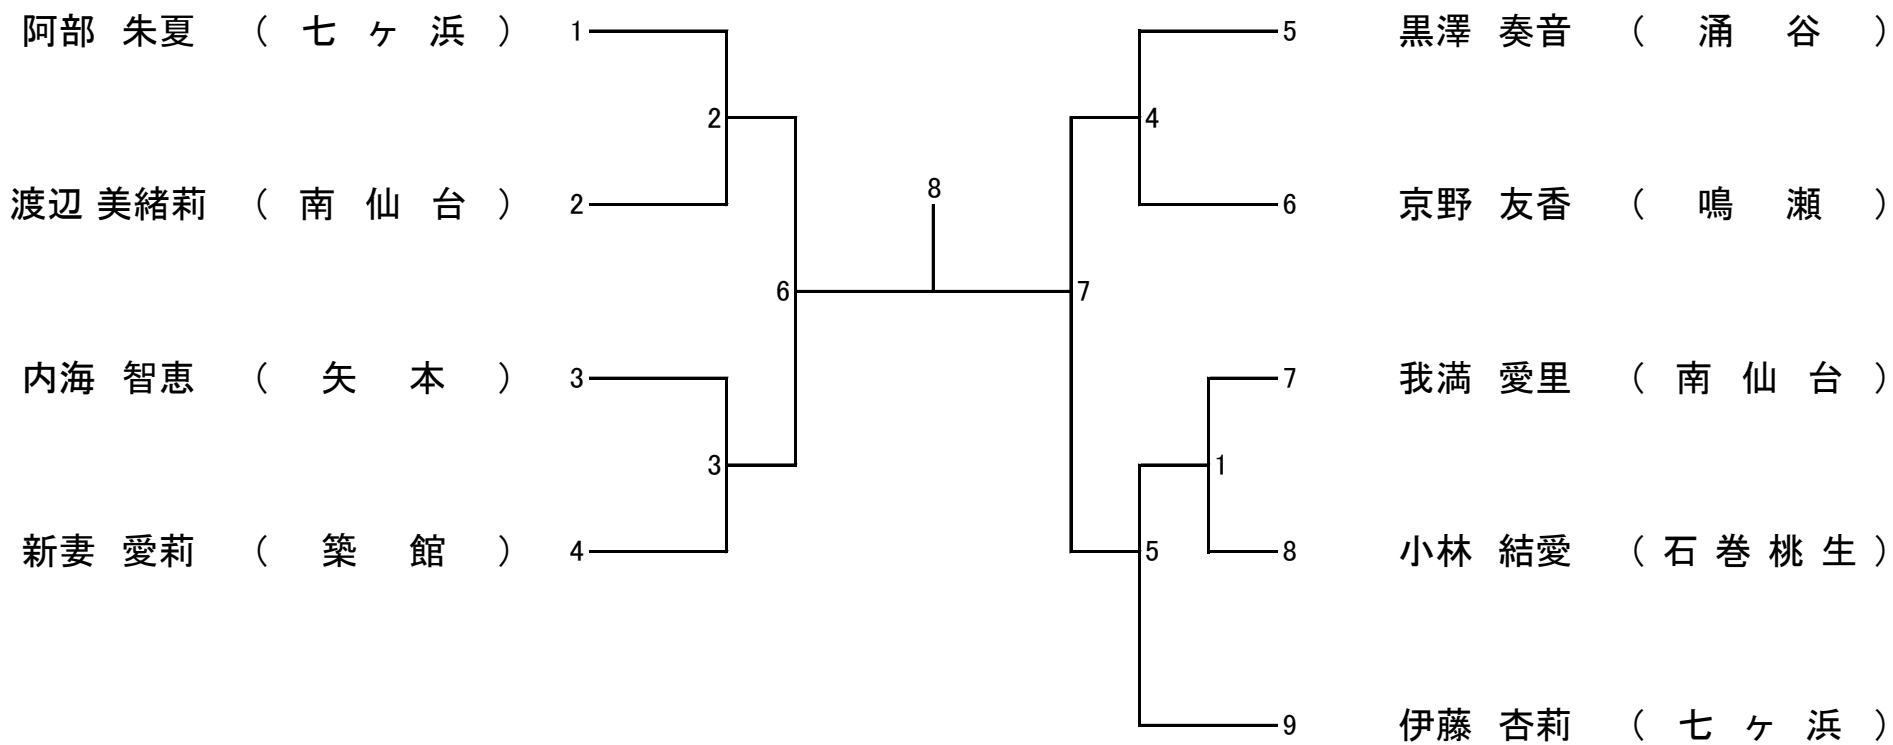 阿部 朱夏 ( 七 ヶ 浜 ) 1
渡辺 美緒莉 ( 南 仙 台 ) 2
内海 智恵 ( 矢 本 ) 3
新妻 愛莉 ( 築 館 ) 4
2
3
6
8
7
4
5
1
5 黒澤 奏音 ( 涌 谷 )
6 京野 友香 ( 鳴 瀬 )
7 我満 愛里 ( 南 仙 台 )
8 小林 結愛 ( 石 巻 桃 生 )
9 伊藤 杏莉 ( 七 ヶ 浜 )